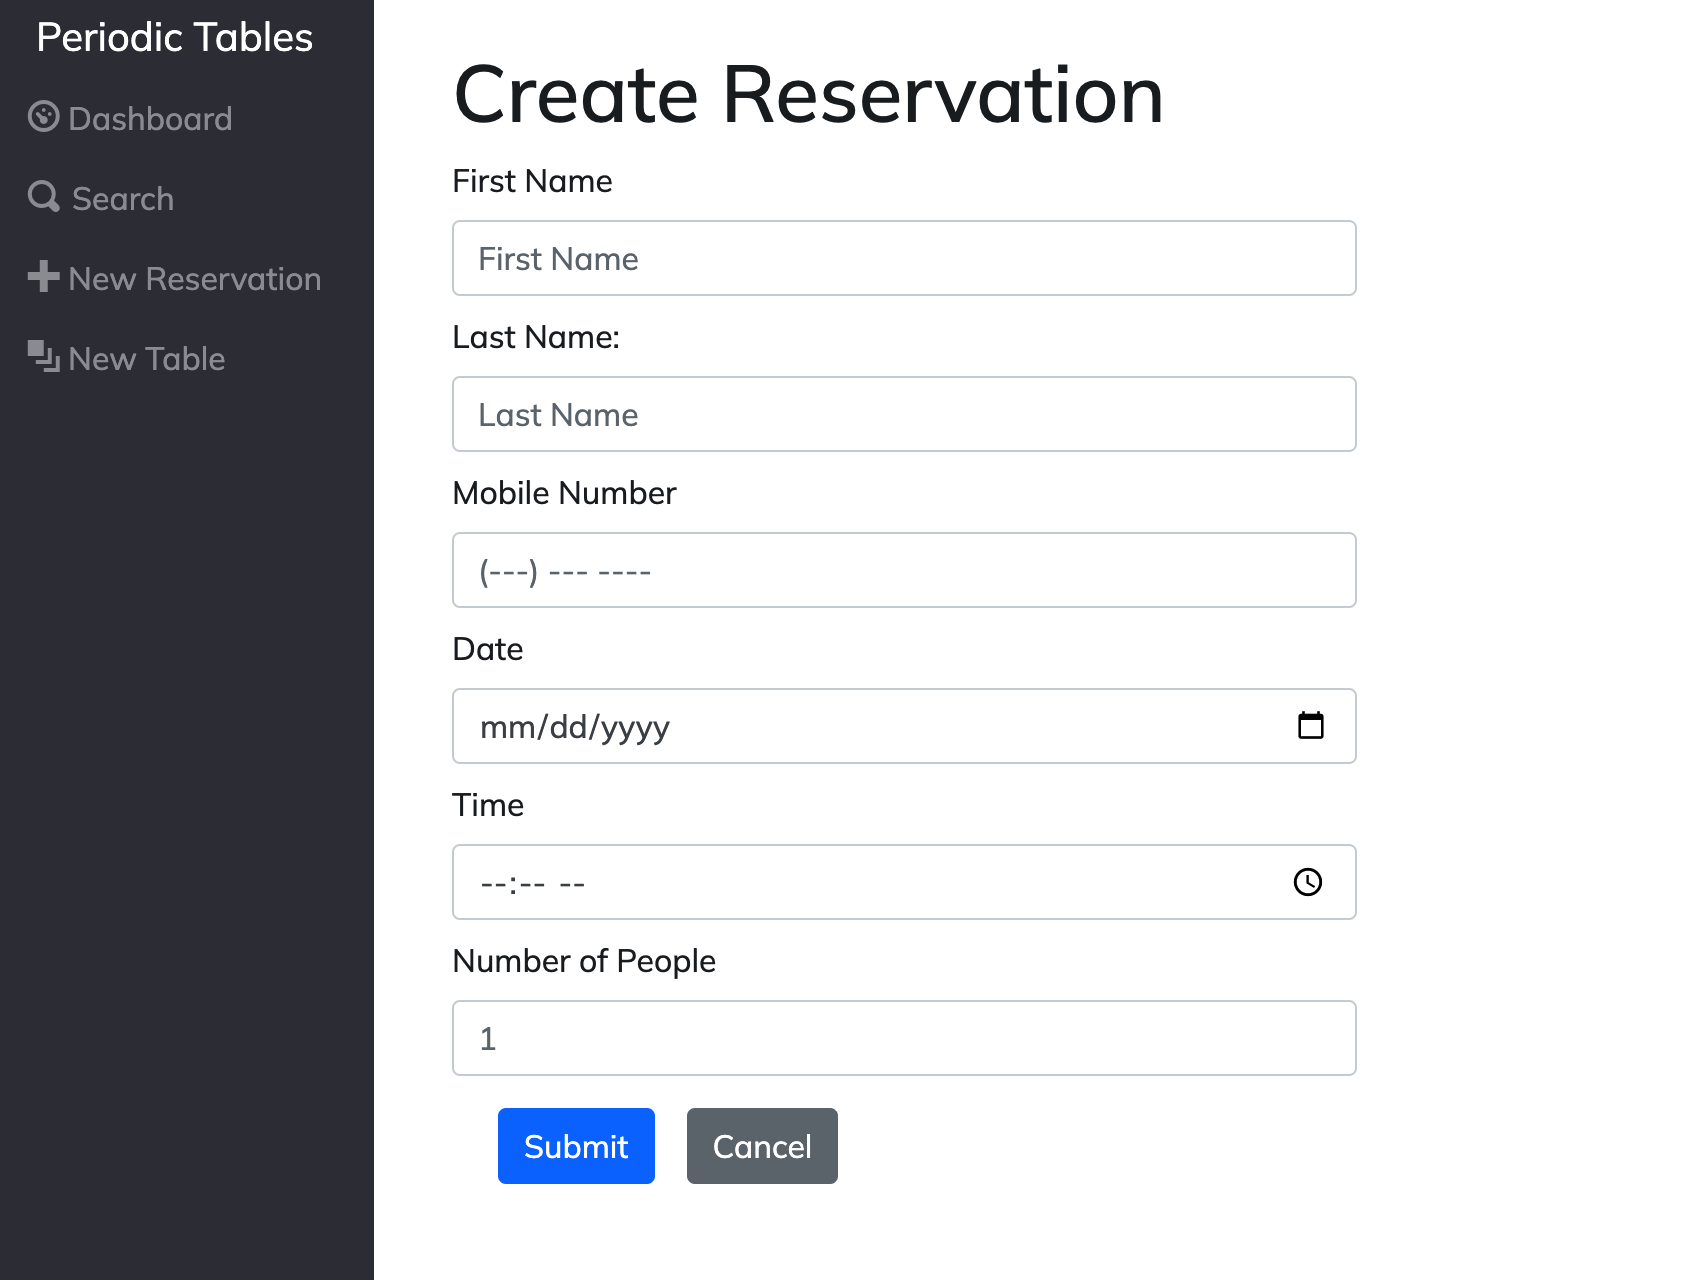 Periodic Tables
Dashboard
Search
New Reservation
New Table
Create Reservation
First Name
First Name
Last Name:
Last Name
Mobile Number
(---) --- ----
Date
mm/dd/yyyy
Time
--:-- --
Number of People
1
Submit
Cancel